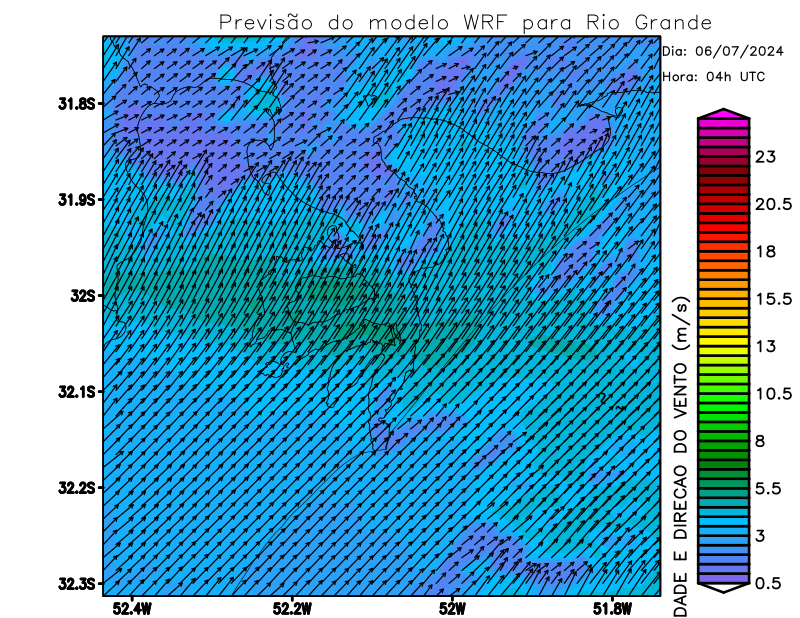 Previsão do modelo WRF para Rio Grande
Dia: 06/07/2024
Hora: 04h UTC
31.8S
31.9S
32S
32.1S
32.2S
32.3S
52.4W
52.2W
52W
51.8W
23
20.5
18
15.5
13
10.5
8
5.5
3
0.5
DADE E DIRECAO DO VENTO (m/s)
2